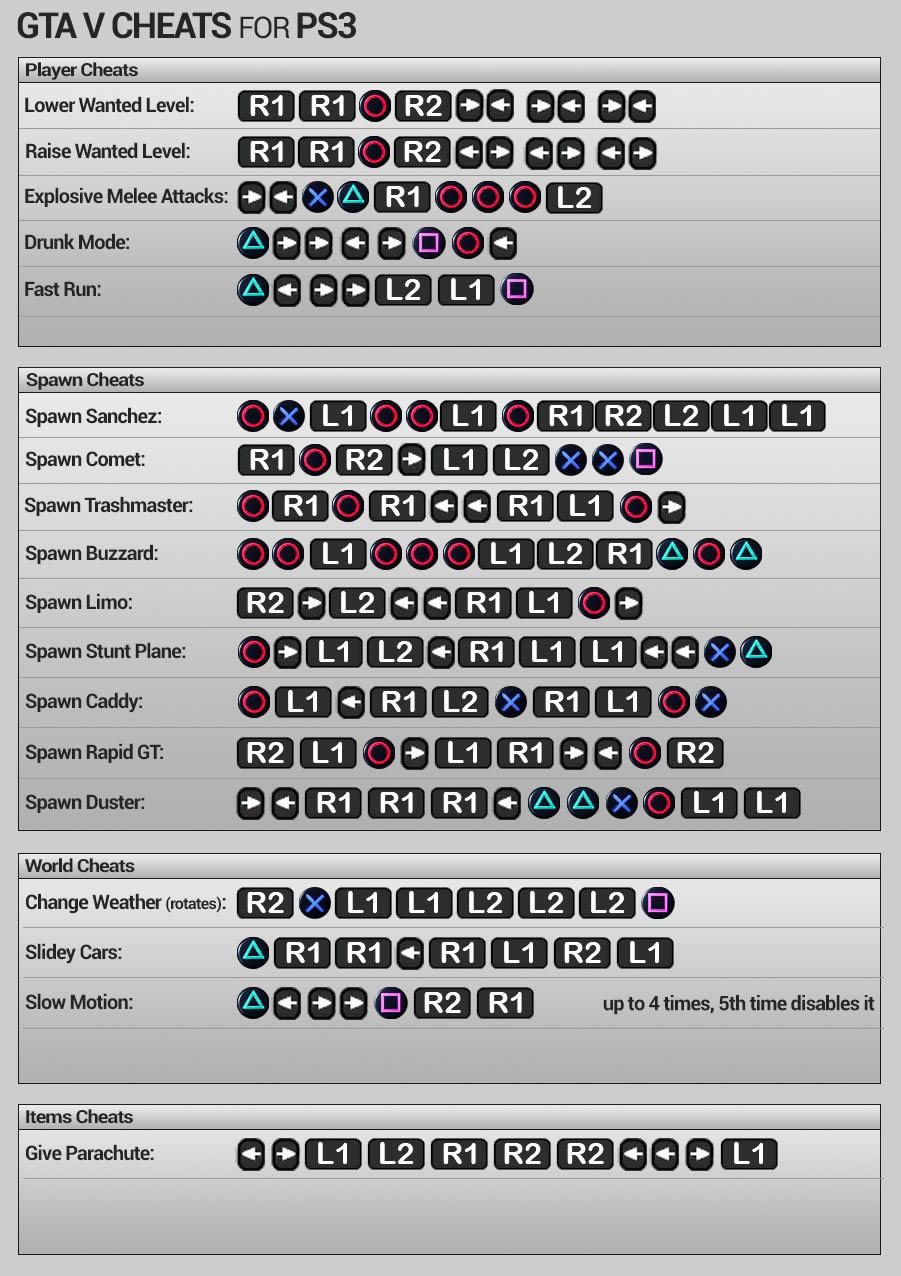 GTA V CHEATS FOR PS3
Player Cheats
Lower Wanted Level: R1 R1 R2
Raise Wanted Level: R1 R1 R2
Explosive Melee Attacks: R1 L2
Drunk Mode:
Fast Run: L2 L1
Spawn Cheats
Spawn Sanchez: L1 L1 R1 R2 L2 L1 L1
Spawn Comet: R1 R2 L1 L2
Spawn Trashmaster: R1 R1 R1 L1
Spawn Buzzard: L1 L1 L2 R1
Spawn Limo: R2 L2 R1 L1
Spawn Stunt Plane: L1 L2 R1 L1 L1
Spawn Caddy: L1 R1 L2 R1 L1
Spawn Rapid GT: R2 L1 L1 R1 R2
Spawn Duster: R1 R1 R1 L1 L1
World Cheats
Change Weather (rotates): R2 L1 L1 L2 L2 L2
Slidey Cars: R1 R1 R1 L1 R2 L1
Slow Motion: R2 R1 up to 4 times, 5th time disables it
Items Cheats
Give Parachute: L1 L2 R1 R2 R2 L1